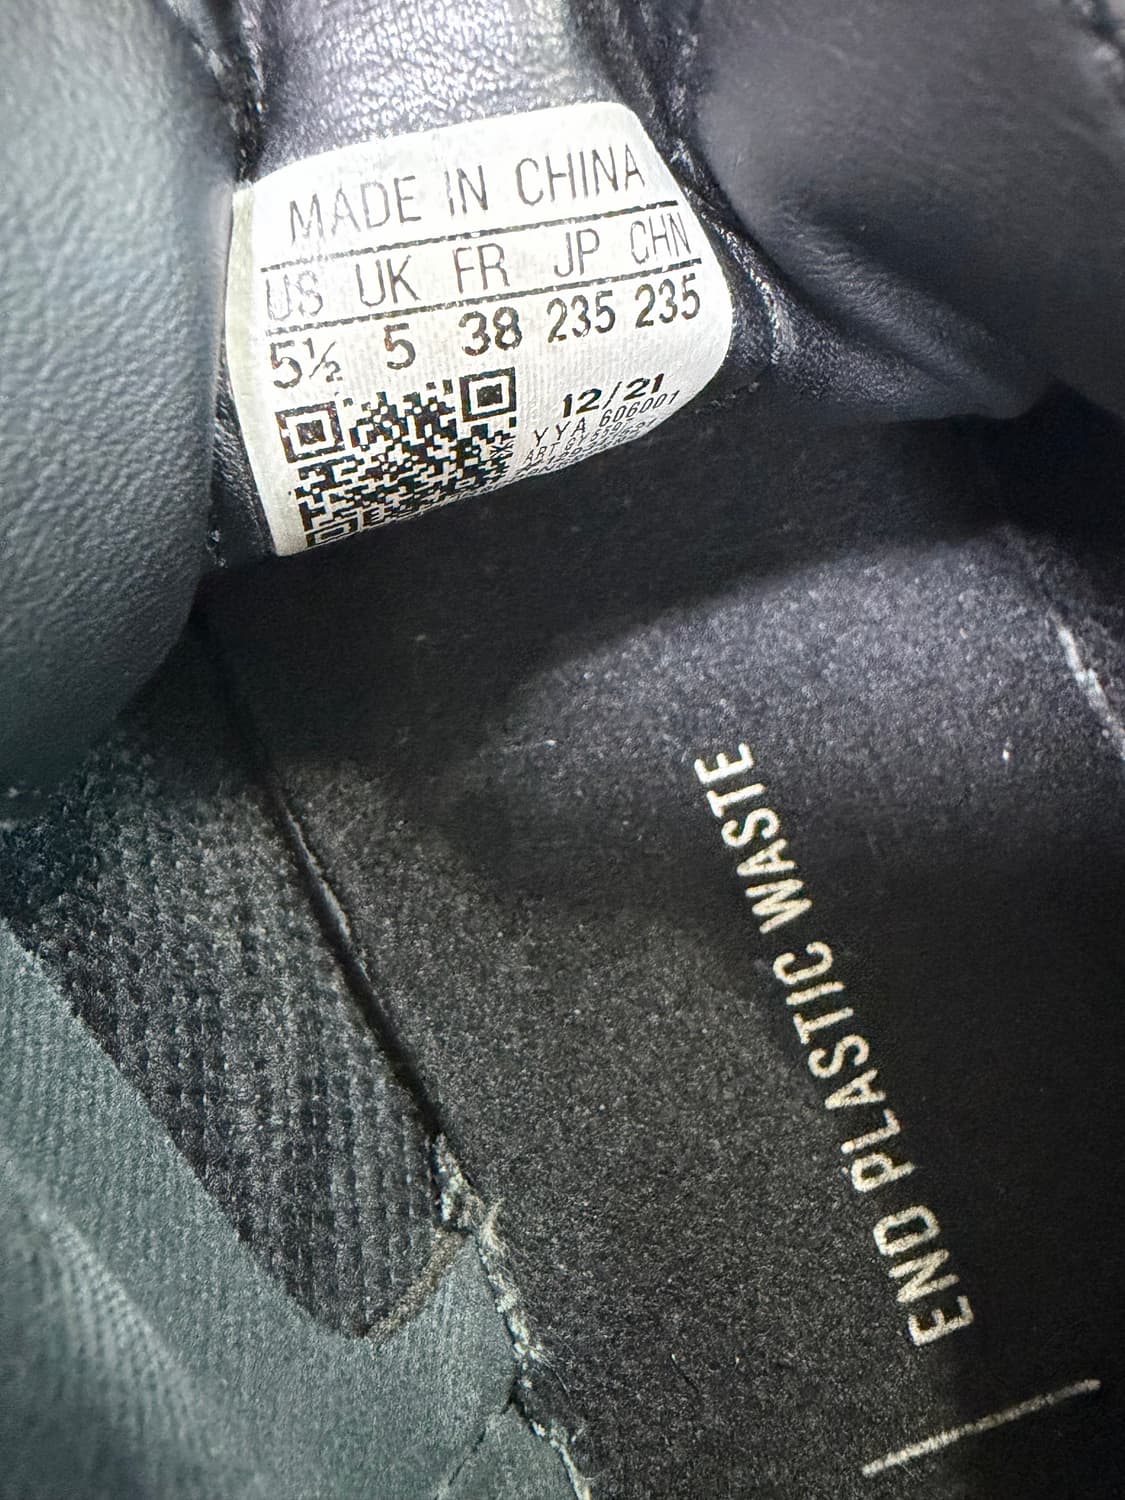 MADE IN CHINA
US UK FR JP CHN
5½ 5 38 235 235
12/21
YYA 606001
END PLASTIC WASTE